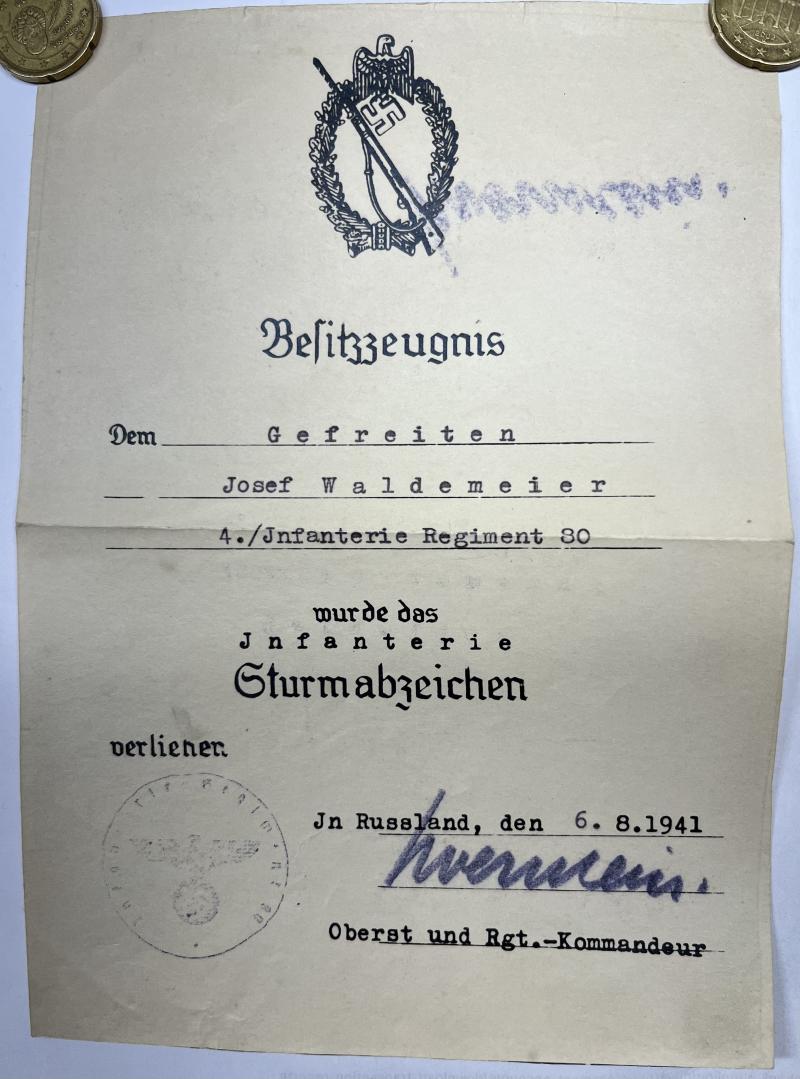 Besitzzeugnis
Dem Gefreiten
Josef Waldemeier
4./Jnfanterie Regiment 80
wurde das
Jnfanterie
Sturmabzeichen
verliehen
Jn Russland, den 6. 8.1941
Oberst und Rgt.-Kommandeur